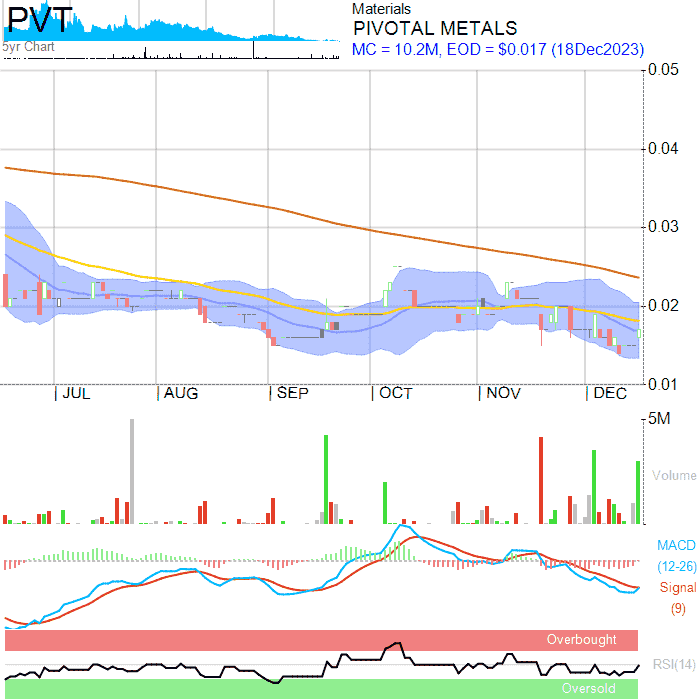 PVT
5yr Chart
Materials
PIVOTAL METALS
MC = 10.2M, EOD = $0.017 (18Dec2023)
0.05
0.04
0.03
0.02
0.01
JUL AUG SEP OCT NOV DEC
5M
Volume
MACD
(12-26)
Signal
(9)
Overbought
RSI(14)
Oversold